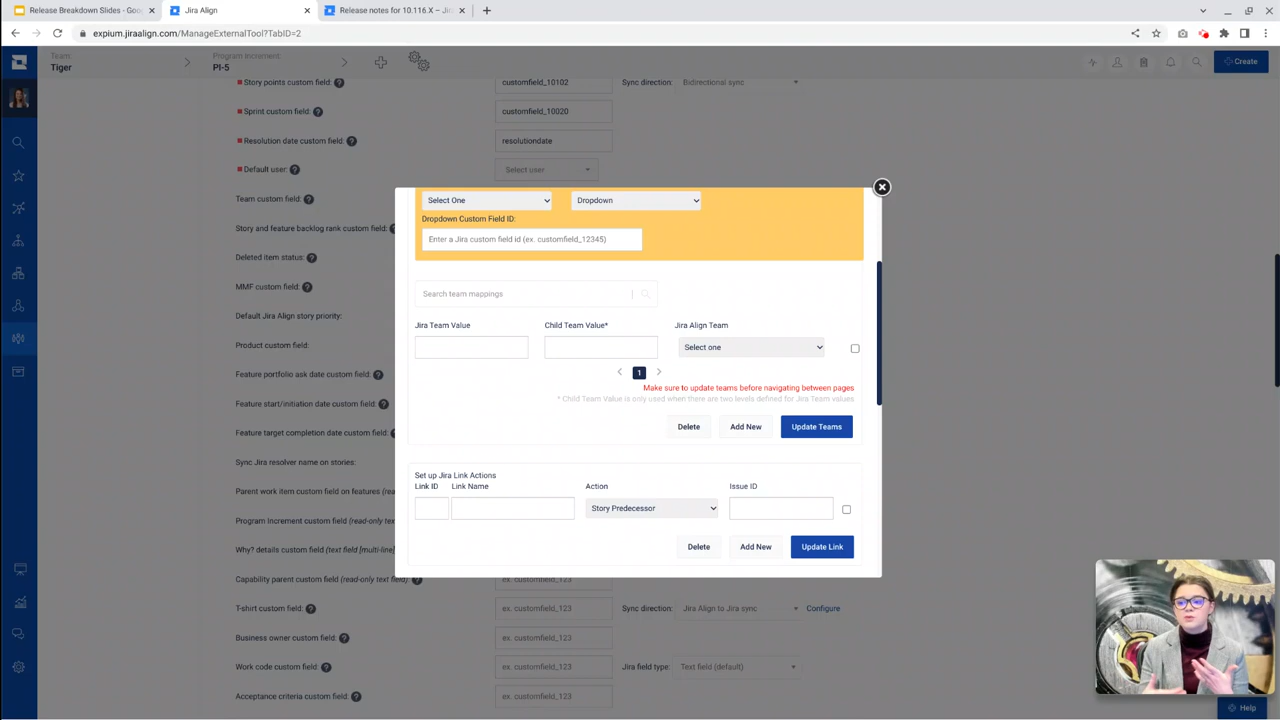 Release Breakdown Slides - Goo
Jira Align
Release notes for 10.116.X – Jir
expium.jiraalign.com/ManageExternalTool?TabID=2
Team:
Tiger
Program Increment:
PI-5
Create
Story points custom field:
customfield_10102
Sync direction:
Bidirectional sync
Sprint custom field:
customfield_10020
Resolution date custom field:
resolutiondate
Default user:
Select user
Team custom field:
Story and feature backlog rank custom field:
Deleted item status:
MMF custom field:
Default Jira Align story priority:
Product custom field:
Feature portfolio ask date custom field:
Feature start/initiation date custom field:
Feature target completion date custom field:
Sync Jira resolver name on stories:
Parent work item custom field on features (rea
Program Increment custom field (read-only text
Why? details custom field (text field [multi-line]
Capability parent custom field (read-only text field):
ex. customfield_123
T-shirt custom field:
ex. customfield_123
Sync direction:
Jira Align to Jira sync
Configure
Business owner custom field:
ex. customfield_123
Work code custom field:
ex. customfield_123
Jira field type:
Text field (default)
Acceptance criteria custom field:
ex. customfield_123
Select One
Dropdown
Dropdown Custom Field ID:
Enter a Jira custom field id (ex. customfield_12345)
Search team mappings
Jira Team Value
Child Team Value*
Jira Align Team
Select one
1
Make sure to update teams before navigating between pages
* Child Team Value is only used when there are two levels defined for Jira Team values
Delete
Add New
Update Teams
Set up Jira Link Actions
Link ID
Link Name
Action
Issue ID
Story Predecessor
Delete
Add New
Update Link
Help